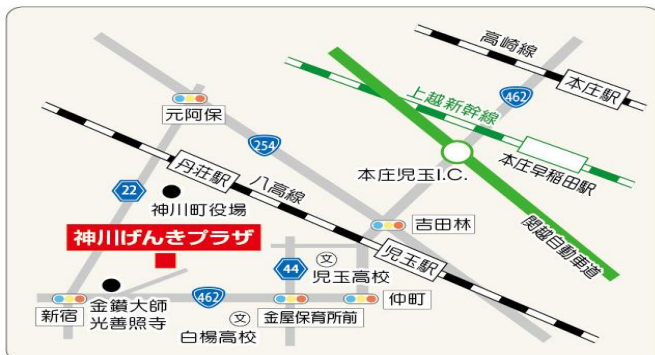 高崎線
本庄駅
462
上越新幹線
本庄早稲田駅
元阿保
254
本庄児玉I.C.
丹荘駅
八高線
22
神川町役場
関越自動車道
吉田林
神川げんきプラザ
児玉駅
文
児玉高校
44
金鑚大師
光善照寺
462
仲町
新宿
文
白楊高校
金屋保育所前